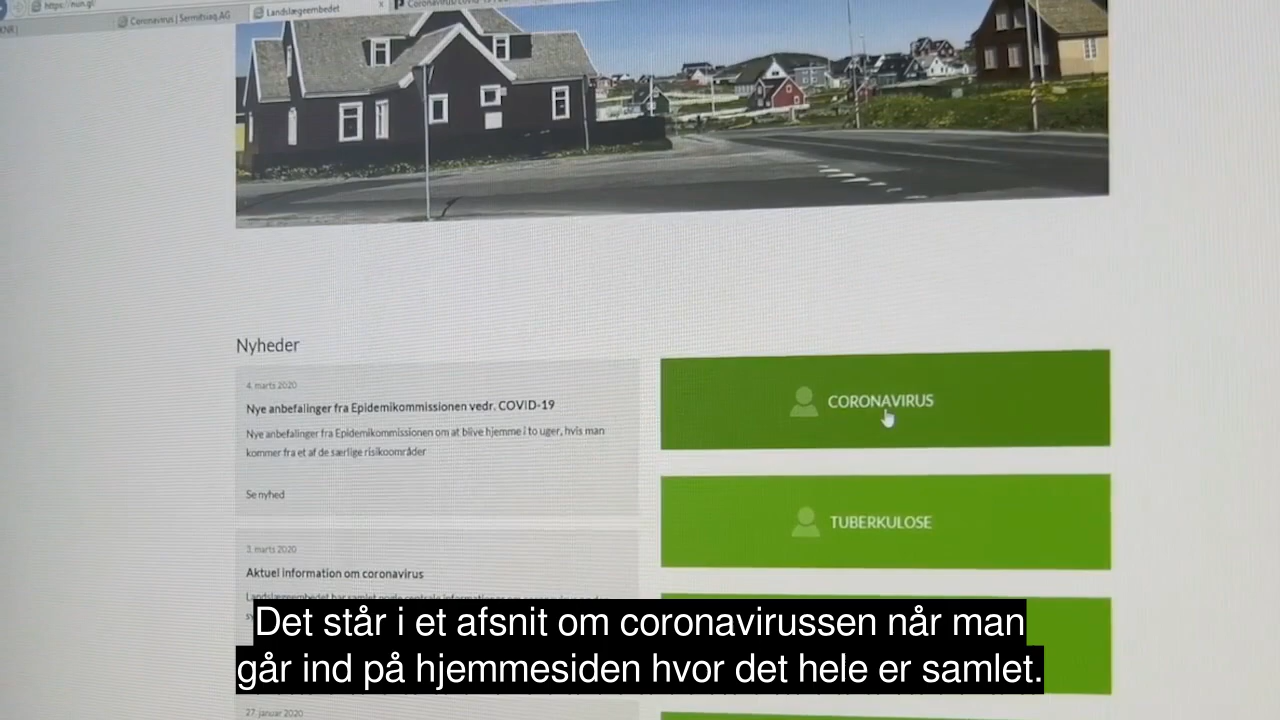 https://nun.gl/
KNR |
Coronavirus | Sermitsiaq.AG
Landslægeembedet
Nyheder
4. marts 2020
Nye anbefalinger fra Epidemikommissionen vedr. COVID-19
Nye anbefalinger fra Epidemikommissionen om at blive hjemme i to uger, hvis man
kommer fra et af de særlige risikoområder
Se nyhed
3. marts 2020
Aktuel information om coronavirus
CORONAVIRUS
TUBERKULOSE
Det står i et afsnit om coronavirussen når man
går ind på hjemmesiden hvor det hele er samlet.
27. januar 2020